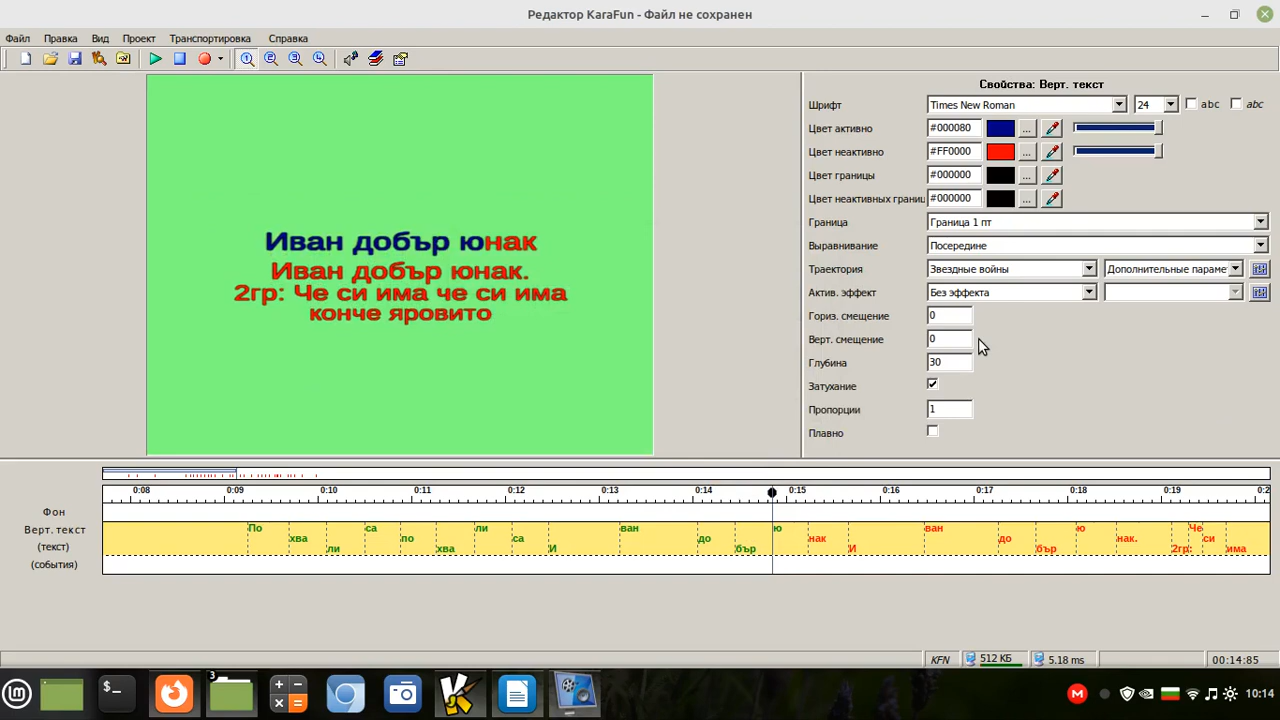 Редактор KaraFun - Файл не сохранен
Файл Правка Вид Проект Транспортировка Справка
1 2 3 4
Иван добър юнак
Иван добър юнак.
2гр: Че си има че си има
конче яровито
Свойства: Верт. текст
Шрифт Times New Roman 24 abc abc
Цвет активно #000080 ...
Цвет неактивно #FF0000 ...
Цвет границы #000000 ...
Цвет неактивных границ #000000 ...
Граница Граница 1 пт
Выравнивание Посередине
Траектория Звездные войны Дополнительные параме
Актив. эффект Без эффекта
Гориз. смещение 0
Верт. смещение 0
Глубина 30
Затухание
Пропорции 1
Плавно
0:08 0:09 0:10 0:11 0:12 0:13 0:14 0:15 0:16 0:17 0:18 0:19 0:2
Фон
Верт.текст
(текст)
(события)
По хва ли са по хва ли са И ван до бър ю нак И ван до бър ю нак. 2гр: Че си има
KFN 512 КБ 5.18 ms 00:14:85
3
10:14